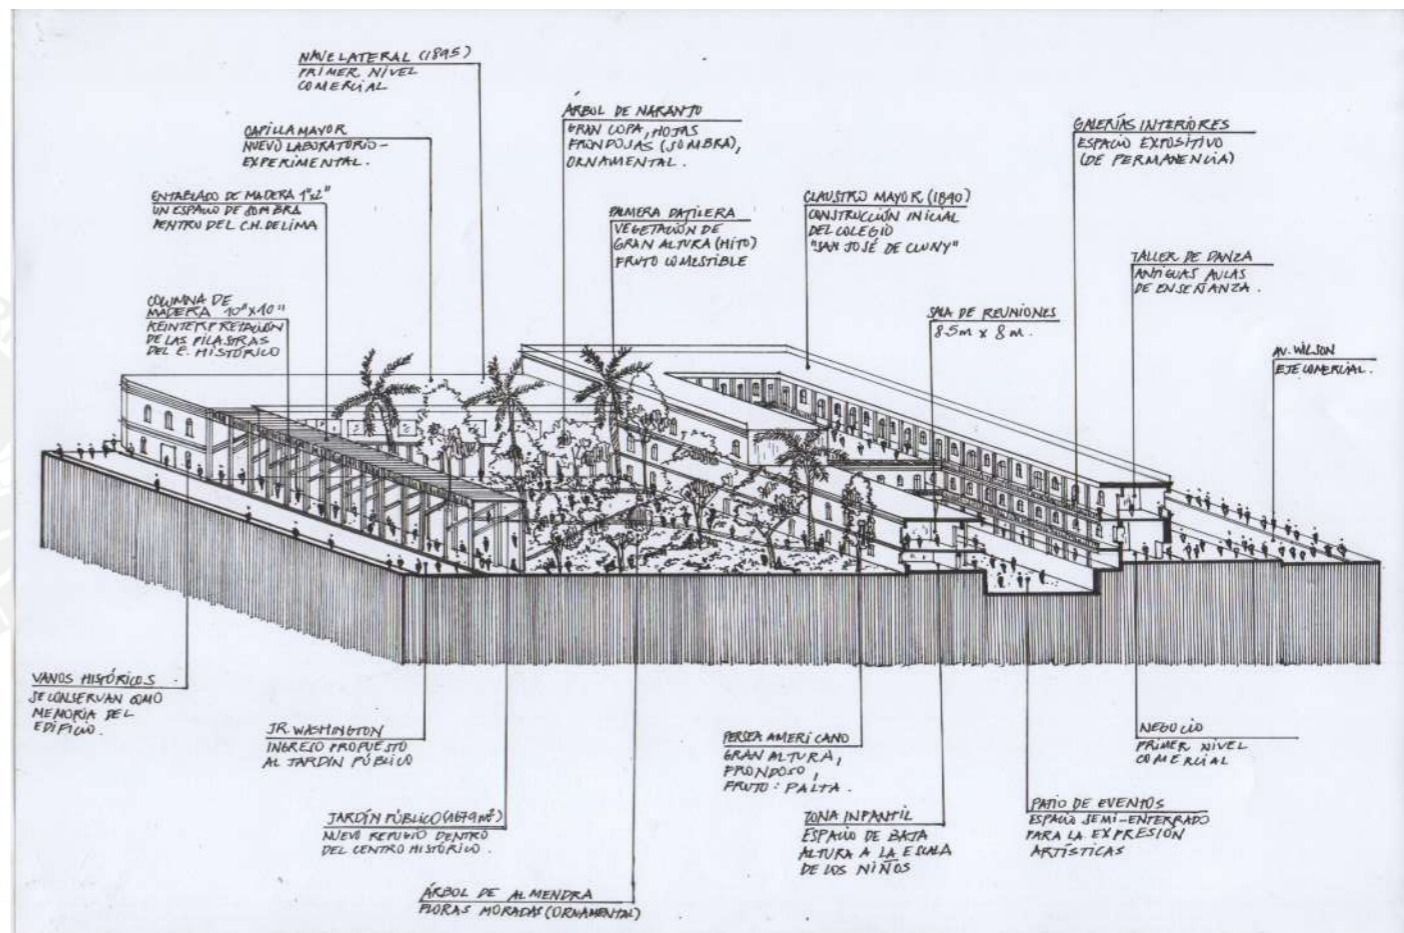 NAVE LATERAL (1895)
PRIMER NIVEL
COMERCIAL
CAPILLA MAYOR
NUEVO LABORATORIO-
EXPERIMENTAL.
ENTABLADO DE MADERA 1"x2"
UN ESPACIO DE SOMBRA
DENTRO DEL C.H. DE LIMA
COLUMNA DE
MADERA 10"X10"
REINTERPRETACIÓN
DE LAS PILASTRAS
DEL E. HISTÓRICO
ÁRBOL DE NARANJO
GRAN COPA, HOJAS
FRONDOSAS (SOMBRA),
ORNAMENTAL.
PALMERA DATILERA
VEGETACIÓN DE
GRAN ALTURA (HITO)
FRUTO COMESTIBLE
CLAUSTRO MAYOR (1840)
CONSTRUCCIÓN INICIAL
DEL COLEGIO
"SAN JOSÉ DE CLUNY"
SALA DE REUNIONES
8.5m x 8m.
GALERÍAS INTERIORES
ESPACIO EXPOSITIVO
(DE PERMANENCIA)
TALLER DE DANZA
ANTIGUAS AULAS
DE ENSEÑANZA.
AV. WILSON
EJE COMERCIAL.
VANOS HISTÓRICOS
SE CONSERVAN COMO
MEMORIA DEL
EDIFICIO.
JR. WASHINGTON
INGRESO PROPUESTO
AL JARDÍN PÚBLICO
JARDÍN PÚBLICO (1679m²)
NUEVO REFUGIO DENTRO
DEL CENTRO HISTÓRICO.
ÁRBOL DE ALMENDRA
FLORAS MORADAS (ORNAMENTAL)
PERSEA AMERICANO
GRAN ALTURA,
FRONDOSO,
FRUTO: PALTA.
ZONA INFANTIL
ESPACIO DE BAJA
ALTURA A LA ESCALA
DE LOS NIÑOS
PATIO DE EVENTOS
ESPACIO SEMI-ENTERRADO
PARA LA EXPRESIÓN
ARTÍSTICAS
NEGOCIO
PRIMER NIVEL
COMERCIAL